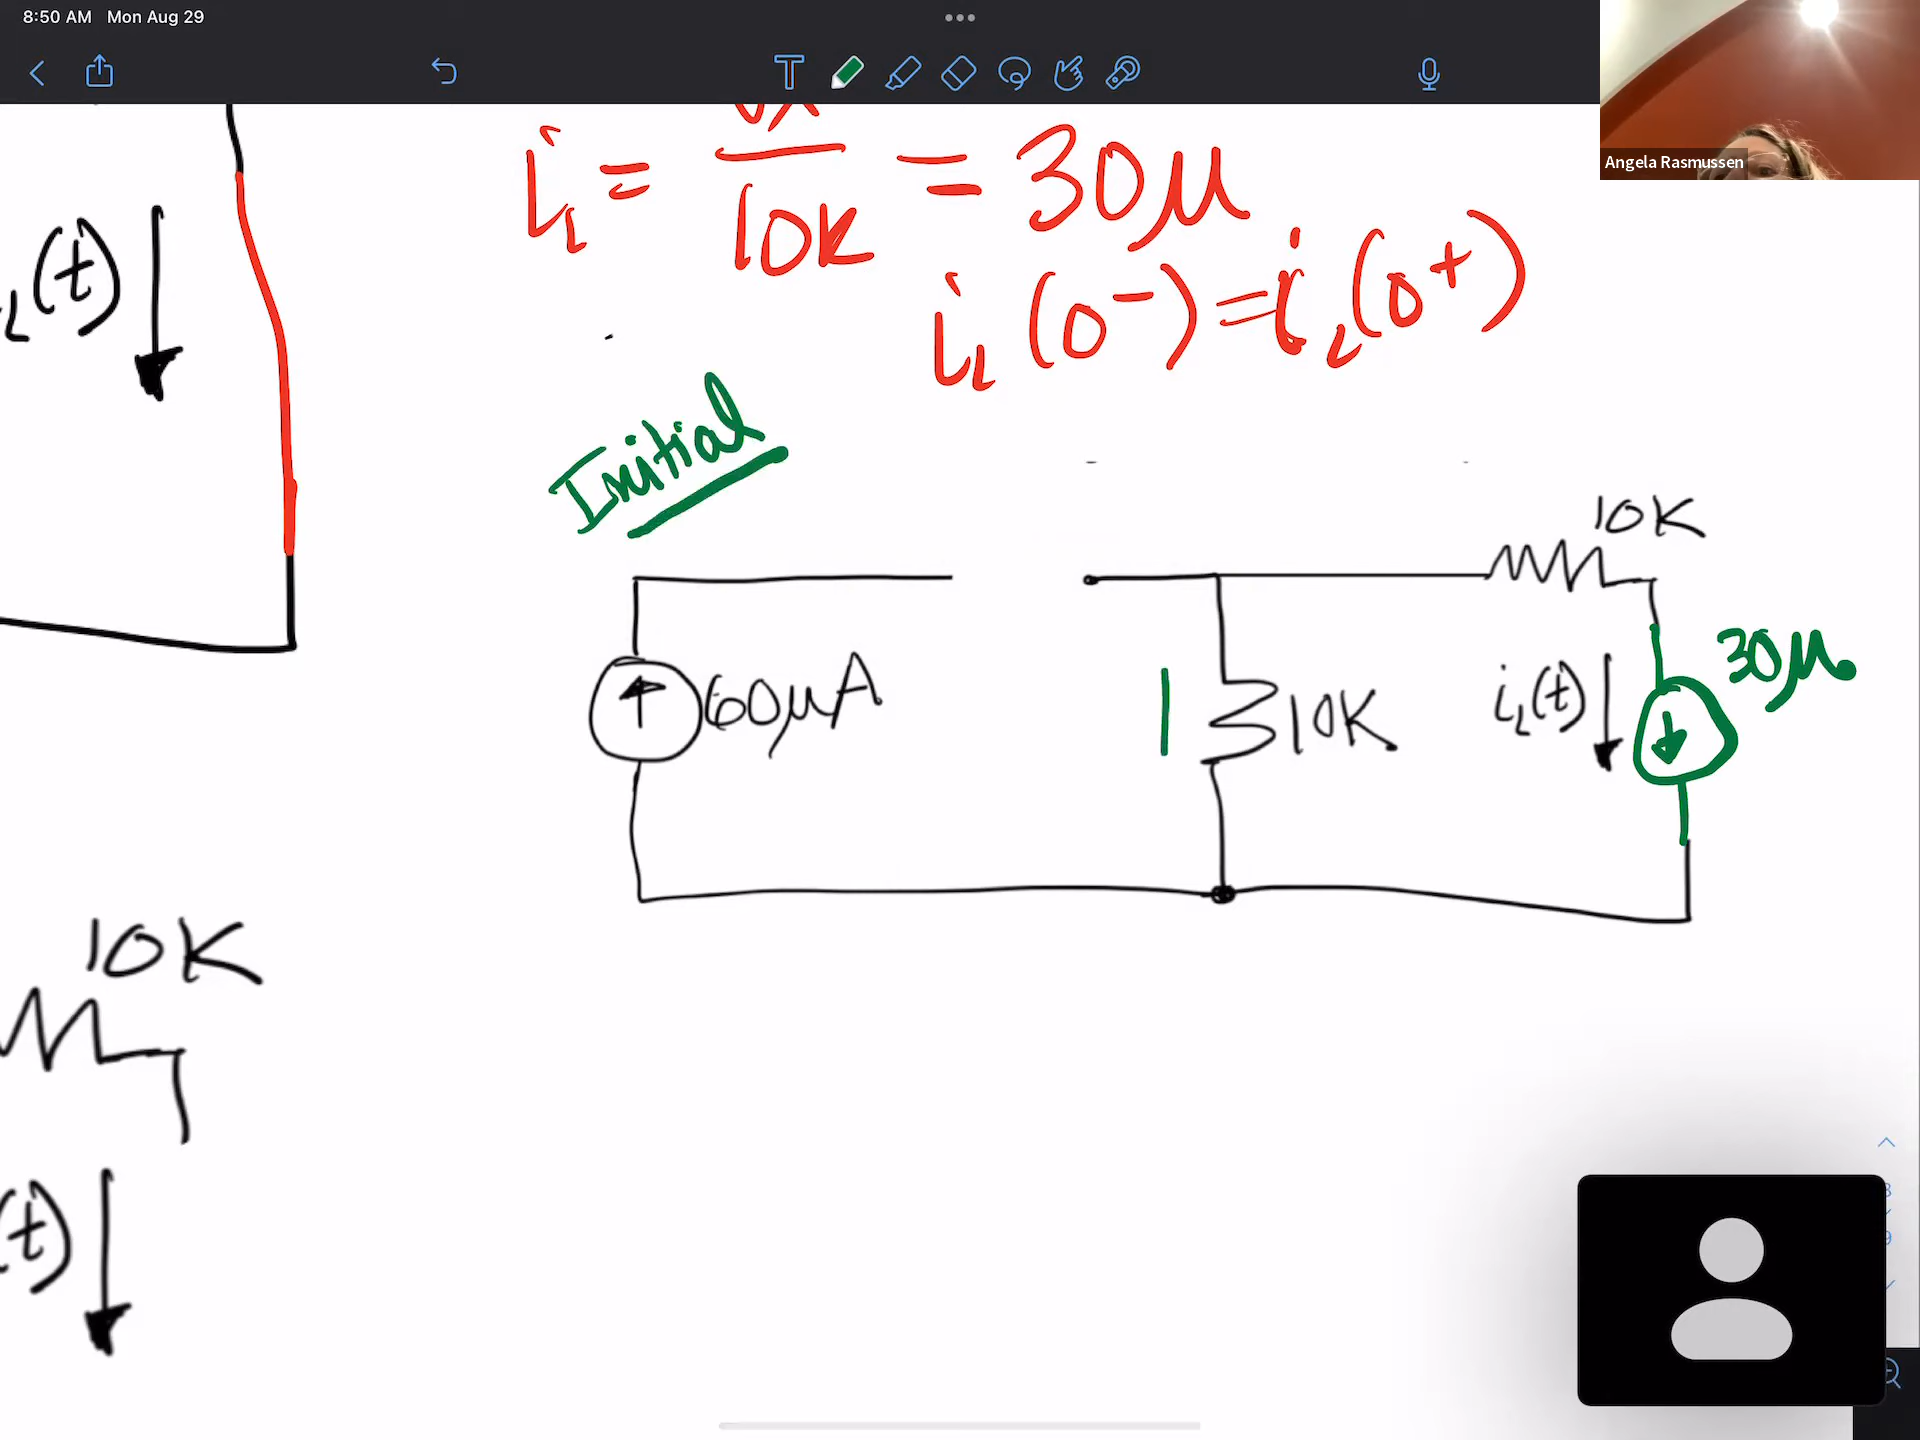 8:50 AM Mon Aug 29
Angela Rasmussen
i_L = /10K = 30μ
i_L(0⁻) = i_L(0⁺)
L(t)
Initial
10K
60μA
10K
i_L(t)
30μ
10K
(t)